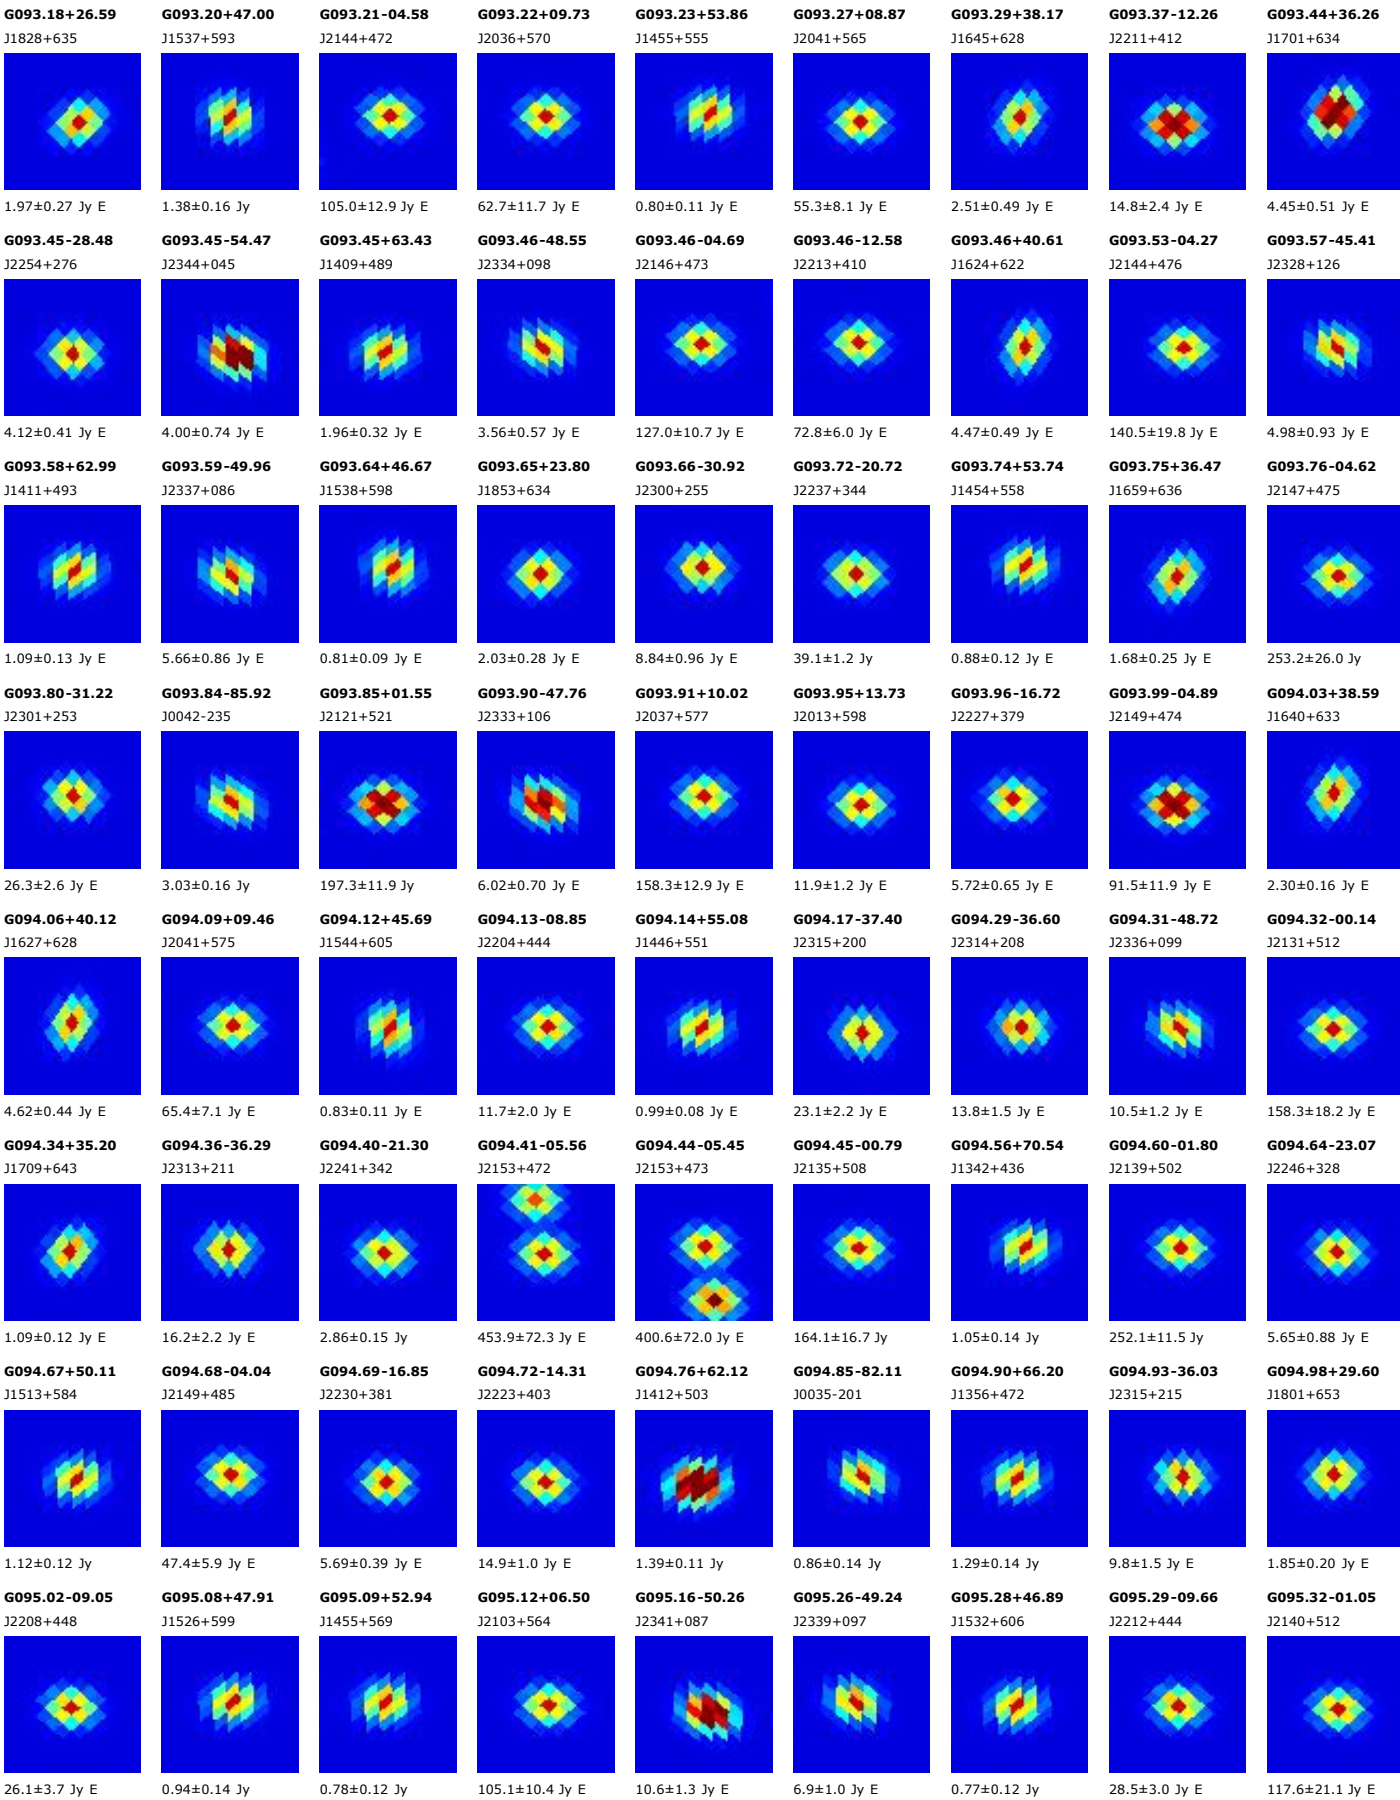 G093.18+26.59 G093.20+47.00 G093.21-04.58 G093.22+09.73 G093.23+53.86 G093.27+08.87 G093.29+38.17 G093.37-12.26 G093.44+36.26
J1828+635 J1537+593 J2144+472 J2036+570 J1455+555 J2041+565 J1645+628 J2211+412 J1701+634
1.97±0.27 Jy E 1.38±0.16 Jy 105.0±12.9 Jy E 62.7±11.7 Jy E 0.80±0.11 Jy E 55.3±8.1 Jy E 2.51±0.49 Jy E 14.8±2.4 Jy E 4.45±0.51 Jy E
G093.45-28.48 G093.45-54.47 G093.45+63.43 G093.46-48.55 G093.46-04.69 G093.46-12.58 G093.46+40.61 G093.53-04.27 G093.57-45.41
J2254+276 J2344+045 J1409+489 J2334+098 J2146+473 J2213+410 J1624+622 J2144+476 J2328+126
4.12±0.41 Jy E 4.00±0.74 Jy E 1.96±0.32 Jy E 3.56±0.57 Jy E 127.0±10.7 Jy E 72.8±6.0 Jy E 4.47±0.49 Jy E 140.5±19.8 Jy E 4.98±0.93 Jy E
G093.58+62.99 G093.59-49.96 G093.64+46.67 G093.65+23.80 G093.66-30.92 G093.72-20.72 G093.74+53.74 G093.75+36.47 G093.76-04.62
J1411+493 J2337+086 J1538+598 J1853+634 J2300+255 J2237+344 J1454+558 J1659+636 J2147+475
1.09±0.13 Jy E 5.66±0.86 Jy E 0.81±0.09 Jy E 2.03±0.28 Jy E 8.84±0.96 Jy E 39.1±1.2 Jy 0.88±0.12 Jy E 1.68±0.25 Jy E 253.2±26.0 Jy
G093.80-31.22 G093.84-85.92 G093.85+01.55 G093.90-47.76 G093.91+10.02 G093.95+13.73 G093.96-16.72 G093.99-04.89 G094.03+38.59
J2301+253 J0042-235 J2121+521 J2333+106 J2037+577 J2013+598 J2227+379 J2149+474 J1640+633
26.3±2.6 Jy E 3.03±0.16 Jy 197.3±11.9 Jy 6.02±0.70 Jy E 158.3±12.9 Jy E 11.9±1.2 Jy E 5.72±0.65 Jy E 91.5±11.9 Jy E 2.30±0.16 Jy E
G094.06+40.12 G094.09+09.46 G094.12+45.69 G094.13-08.85 G094.14+55.08 G094.17-37.40 G094.29-36.60 G094.31-48.72 G094.32-00.14
J1627+628 J2041+575 J1544+605 J2204+444 J1446+551 J2315+200 J2314+208 J2336+099 J2131+512
4.62±0.44 Jy E 65.4±7.1 Jy E 0.83±0.11 Jy E 11.7±2.0 Jy E 0.99±0.08 Jy E 23.1±2.2 Jy E 13.8±1.5 Jy E 10.5±1.2 Jy E 158.3±18.2 Jy E
G094.34+35.20 G094.36-36.29 G094.40-21.30 G094.41-05.56 G094.44-05.45 G094.45-00.79 G094.56+70.54 G094.60-01.80 G094.64-23.07
J1709+643 J2313+211 J2241+342 J2153+472 J2153+473 J2135+508 J1342+436 J2139+502 J2246+328
1.09±0.12 Jy E 16.2±2.2 Jy E 2.86±0.15 Jy 453.9±72.3 Jy E 400.6±72.0 Jy E 164.1±16.7 Jy 1.05±0.14 Jy 252.1±11.5 Jy 5.65±0.88 Jy E
G094.67+50.11 G094.68-04.04 G094.69-16.85 G094.72-14.31 G094.76+62.12 G094.85-82.11 G094.90+66.20 G094.93-36.03 G094.98+29.60
J1513+584 J2149+485 J2230+381 J2223+403 J1412+503 J0035-201 J1356+472 J2315+215 J1801+653
1.12±0.12 Jy 47.4±5.9 Jy E 5.69±0.39 Jy E 14.9±1.0 Jy E 1.39±0.11 Jy 0.86±0.14 Jy 1.29±0.14 Jy 9.8±1.5 Jy E 1.85±0.20 Jy E
G095.02-09.05 G095.08+47.91 G095.09+52.94 G095.12+06.50 G095.16-50.26 G095.26-49.24 G095.28+46.89 G095.29-09.66 G095.32-01.05
J2208+448 J1526+599 J1455+569 J2103+564 J2341+087 J2339+097 J1532+606 J2212+444 J2140+512
26.1±3.7 Jy E 0.94±0.14 Jy 0.78±0.12 Jy 105.1±10.4 Jy E 10.6±1.3 Jy E 6.9±1.0 Jy E 0.77±0.12 Jy 28.5±3.0 Jy E 117.6±21.1 Jy E